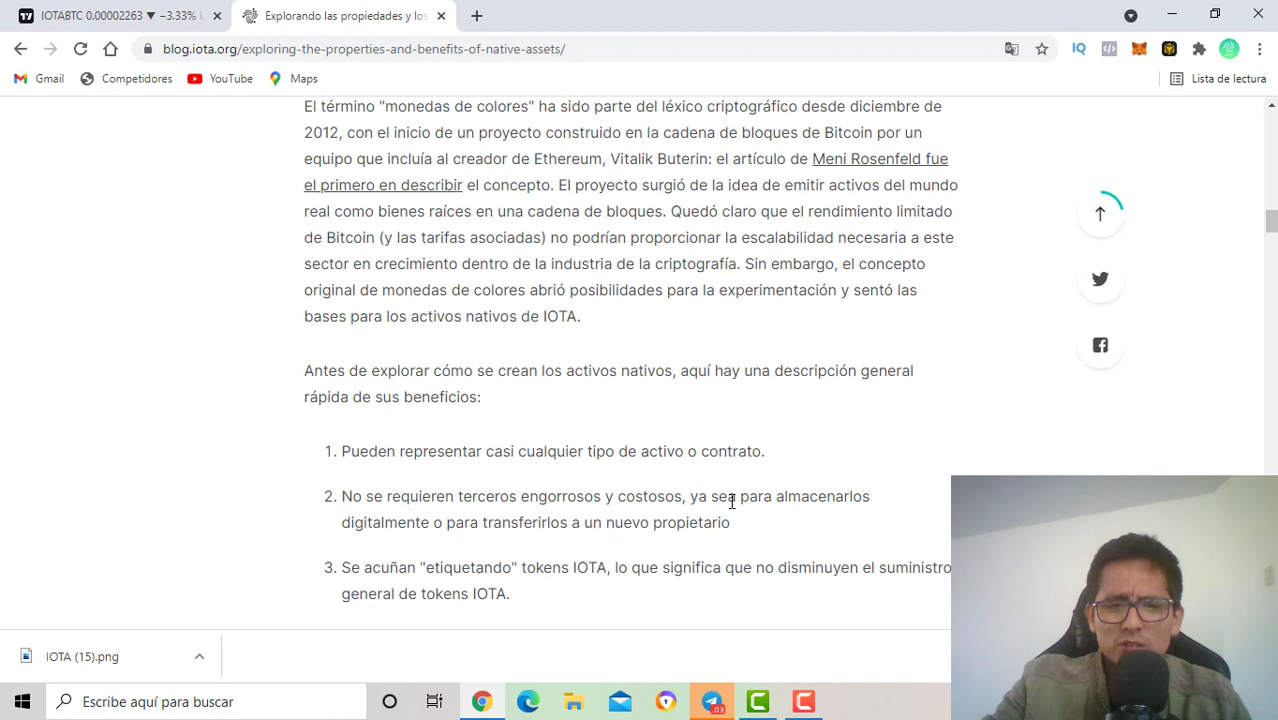 IOTABTC 0.00002263 ▼ −3.33%
Explorando las propiedades y los
blog.iota.org/exploring-the-properties-and-benefits-of-native-assets/
Gmail
Competidores
YouTube
Maps
Lista de lectura
El término "monedas de colores" ha sido parte del léxico criptográfico desde diciembre de
2012, con el inicio de un proyecto construido en la cadena de bloques de Bitcoin por un
equipo que incluía al creador de Ethereum, Vitalik Buterin: el artículo de Meni Rosenfeld fue
el primero en describir el concepto. El proyecto surgió de la idea de emitir activos del mundo
real como bienes raíces en una cadena de bloques. Quedó claro que el rendimiento limitado
de Bitcoin (y las tarifas asociadas) no podrían proporcionar la escalabilidad necesaria a este
sector en crecimiento dentro de la industria de la criptografía. Sin embargo, el concepto
original de monedas de colores abrió posibilidades para la experimentación y sentó las
bases para los activos nativos de IOTA.
Antes de explorar cómo se crean los activos nativos, aquí hay una descripción general
rápida de sus beneficios:
1. Pueden representar casi cualquier tipo de activo o contrato.
2. No se requieren terceros engorrosos y costosos, ya sea para almacenarlos
digitalmente o para transferirlos a un nuevo propietario
3. Se acuñan "etiquetando" tokens IOTA, lo que significa que no disminuyen el suministro
general de tokens IOTA.
IOTA (15).png
Escribe aquí para buscar